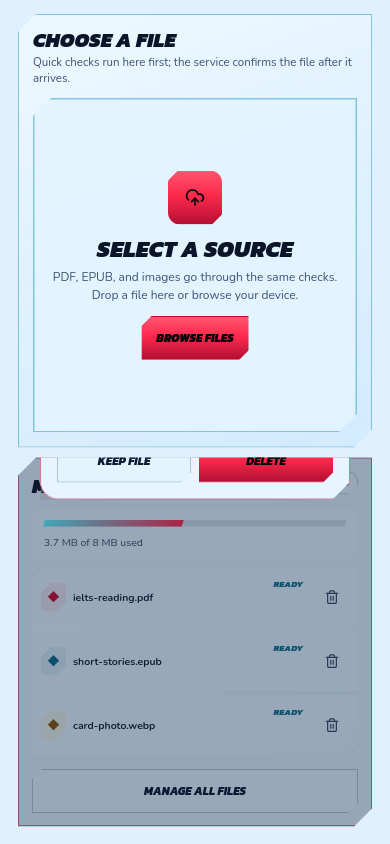 CHOOSE A FILE
Quick checks run here first; the service confirms the file after it
arrives.
SELECT A SOURCE
PDF, EPUB, and images go through the same checks.
Drop a file here or browse your device.
BROWSE FILES
KEEP FILE
DELETE
3.7 MB of 8 MB used
ielts-reading.pdf
READY
short-stories.epub
READY
card-photo.webp
READY
MANAGE ALL FILES